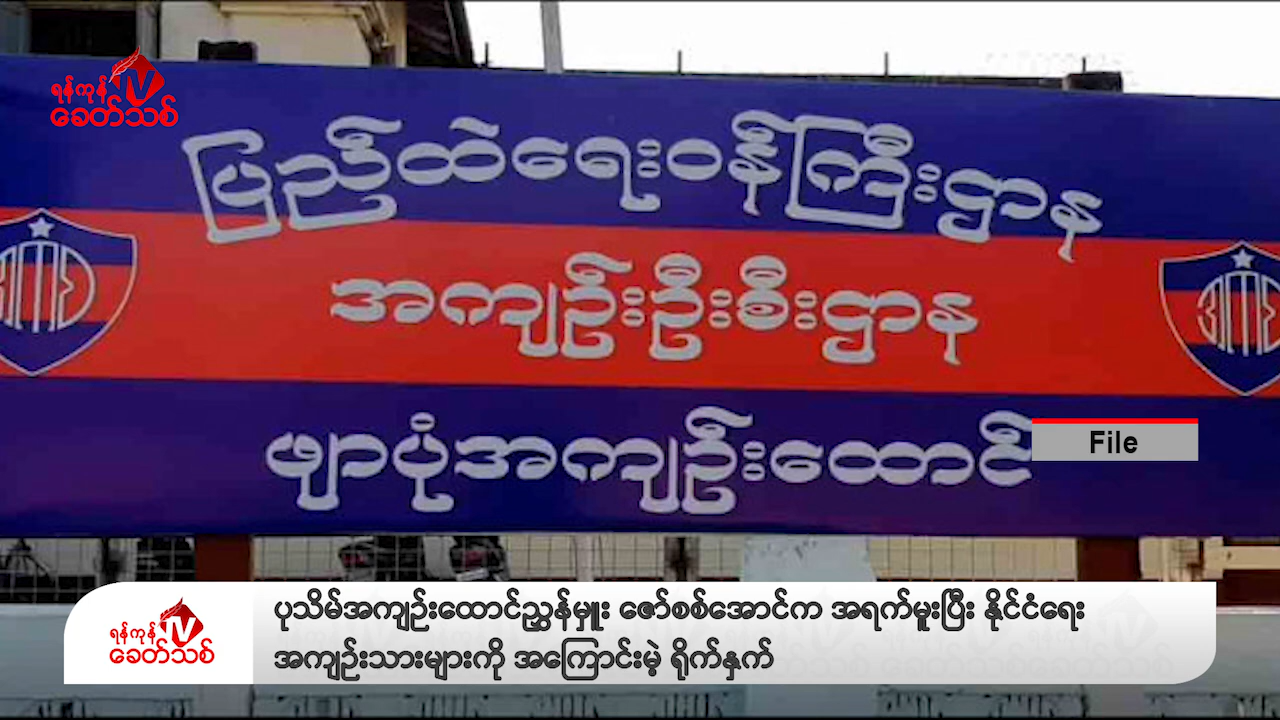 ရန်ကုန် TV
ခေတ်သစ်
ပြည်ထဲရေးဝန်ကြီးဌာန
အကျဉ်းဦးစီးဌာန
ဖျာပုံအကျဉ်းထောင်
File
ရန်ကုန် TV
ခေတ်သစ်
ပုသိမ်အကျဉ်းထောင်ညွှန်မှူး ဇော်စစ်အောင်က အရက်မူးပြီး နိုင်ငံရေး
အကျဉ်းသားများကို အကြောင်းမဲ့ ရိုက်နှက်